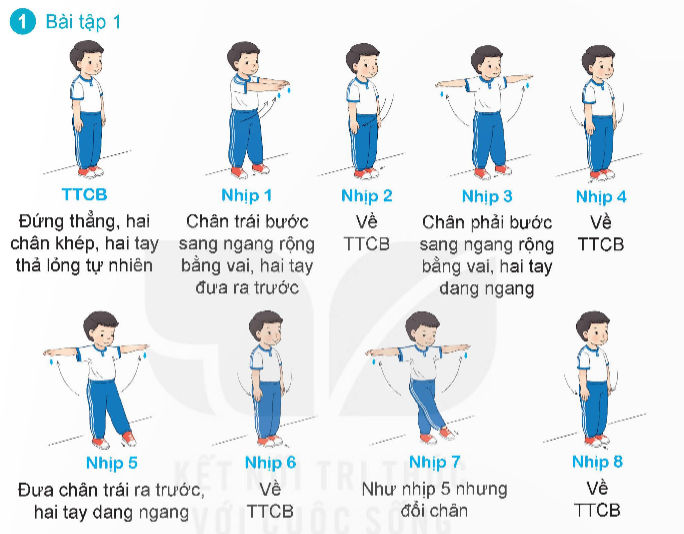 1 Bài tập 1
TTCB
Đứng thẳng, hai
chân khép, hai tay
thả lỏng tự nhiên
Nhịp 1
Chân trái bước
sang ngang rộng
bằng vai, hai tay
đưa ra trước
Nhịp 2
Về
TTCB
Nhịp 3
Chân phải bước
sang ngang rộng
bằng vai, hai tay
dang ngang
Nhịp 4
Về
TTCB
Nhịp 5
Đưa chân trái ra trước,
hai tay dang ngang
Nhịp 6
Về
TTCB
Nhịp 7
Như nhịp 5 nhưng
đổi chân
Nhịp 8
Về
TTCB
KẾT NỐI TRI THỨC
VỚI CUỘC SỐNG